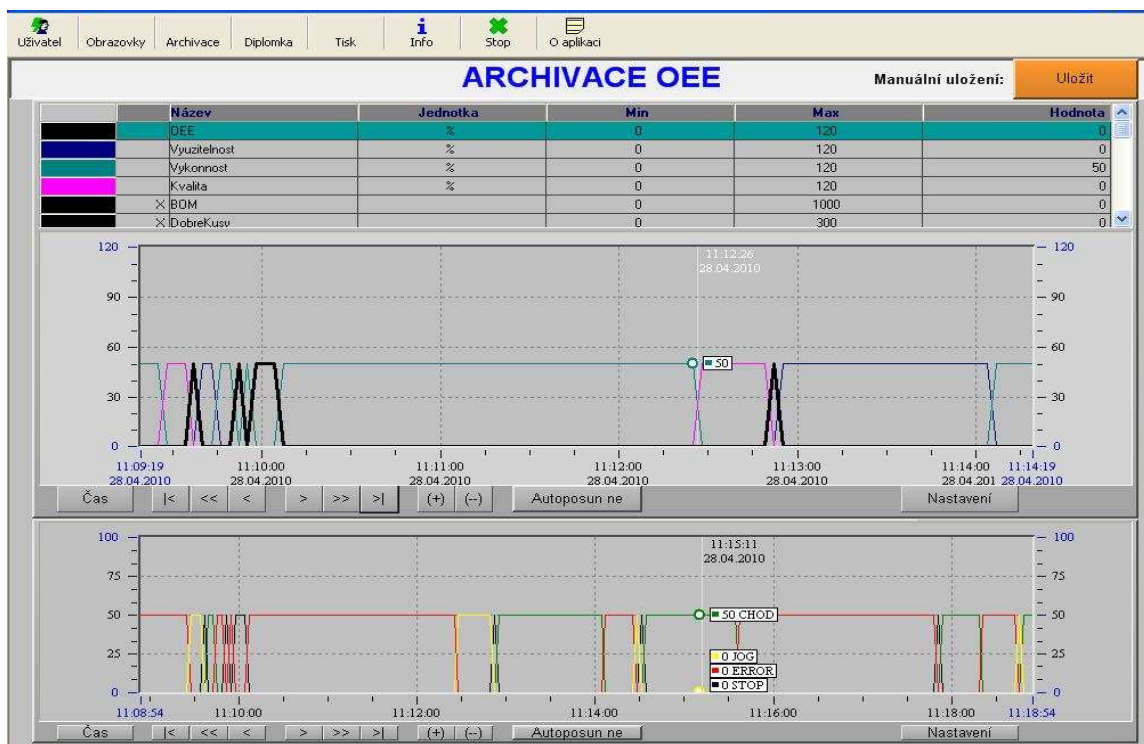 Uživatel Obrazovky Archivace Diplomka Tisk Info Stop O aplikaci
ARCHIVACE OEE Manuální uložení: Uložit
Název Jednotka Min Max Hodnota
OEE % 0 120 0
Vyuzitelnost % 0 120 0
Vykonnost % 0 120 50
Kvalita % 0 120 0
X BOM 0 1000 0
X DobreKusy 0 300 0
120 120
11:12:26
28.04.2010
90 90
60 60
50
30 30
0 0
11:09:19 11:10:00 11:11:00 11:12:00 11:13:00 11:14:00 11:14:19
28.04.2010 28.04.2010 28.04.2010 28.04.2010 28.04.2010 28.04.201 28.04.2010
Čas |< << < > >> >| (+) (--) Autoposun ne Nastavení
100 100
11:15:11
28.04.2010
75 75
50 50
50 CHOD
25 25
0 JOG
0 ERROR
0 STOP
0 0
11:08:54 11:10:00 11:12:00 11:14:00 11:16:00 11:18:00 11:18:54
Čas |< << < > >> >| (+) (--) Autoposun ne Nastavení